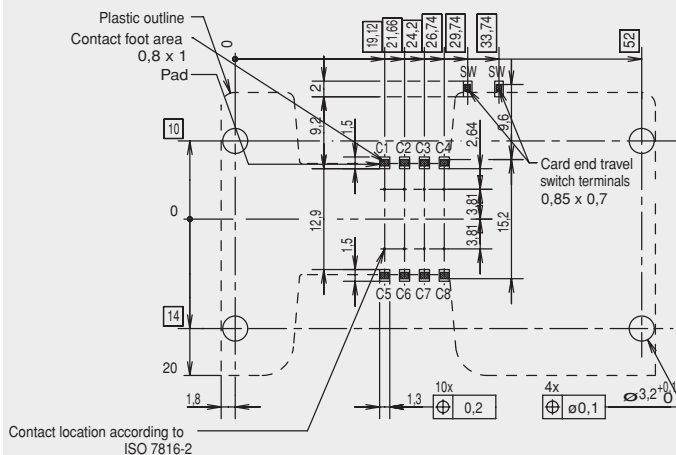 Plastic outline
Contact foot area
0,8 x 1
Pad
0
19,12
21,66
24,2
26,74
29,74
33,74
52
SW SW
2
9,2
1,5
2,64
9,6
10
C1 C2 C3 C4
Card end travel
switch terminals
0,85 x 0,7
0
12,9
3,81
3,81
15,2
1,5
C5 C6 C7 C8
14
20
1,8
1,3
10x
0,2
4x
ø0,1
ø3,2 +0,1 0
Contact location according to
ISO 7816-2